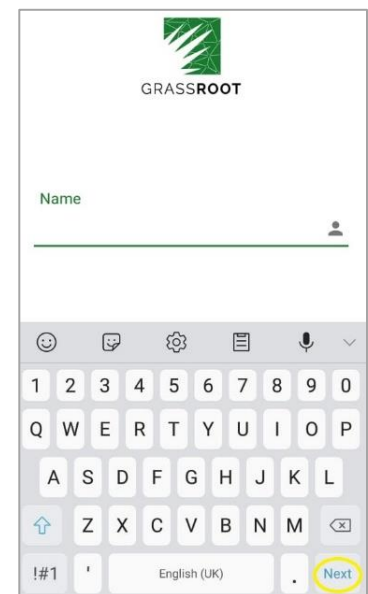 GRASSROOT
Name
1 2 3 4 5 6 7 8 9 0
Q W E R T Y U I O P
A S D F G H J K L
Z X C V B N M
!#1 ' English (UK) . Next